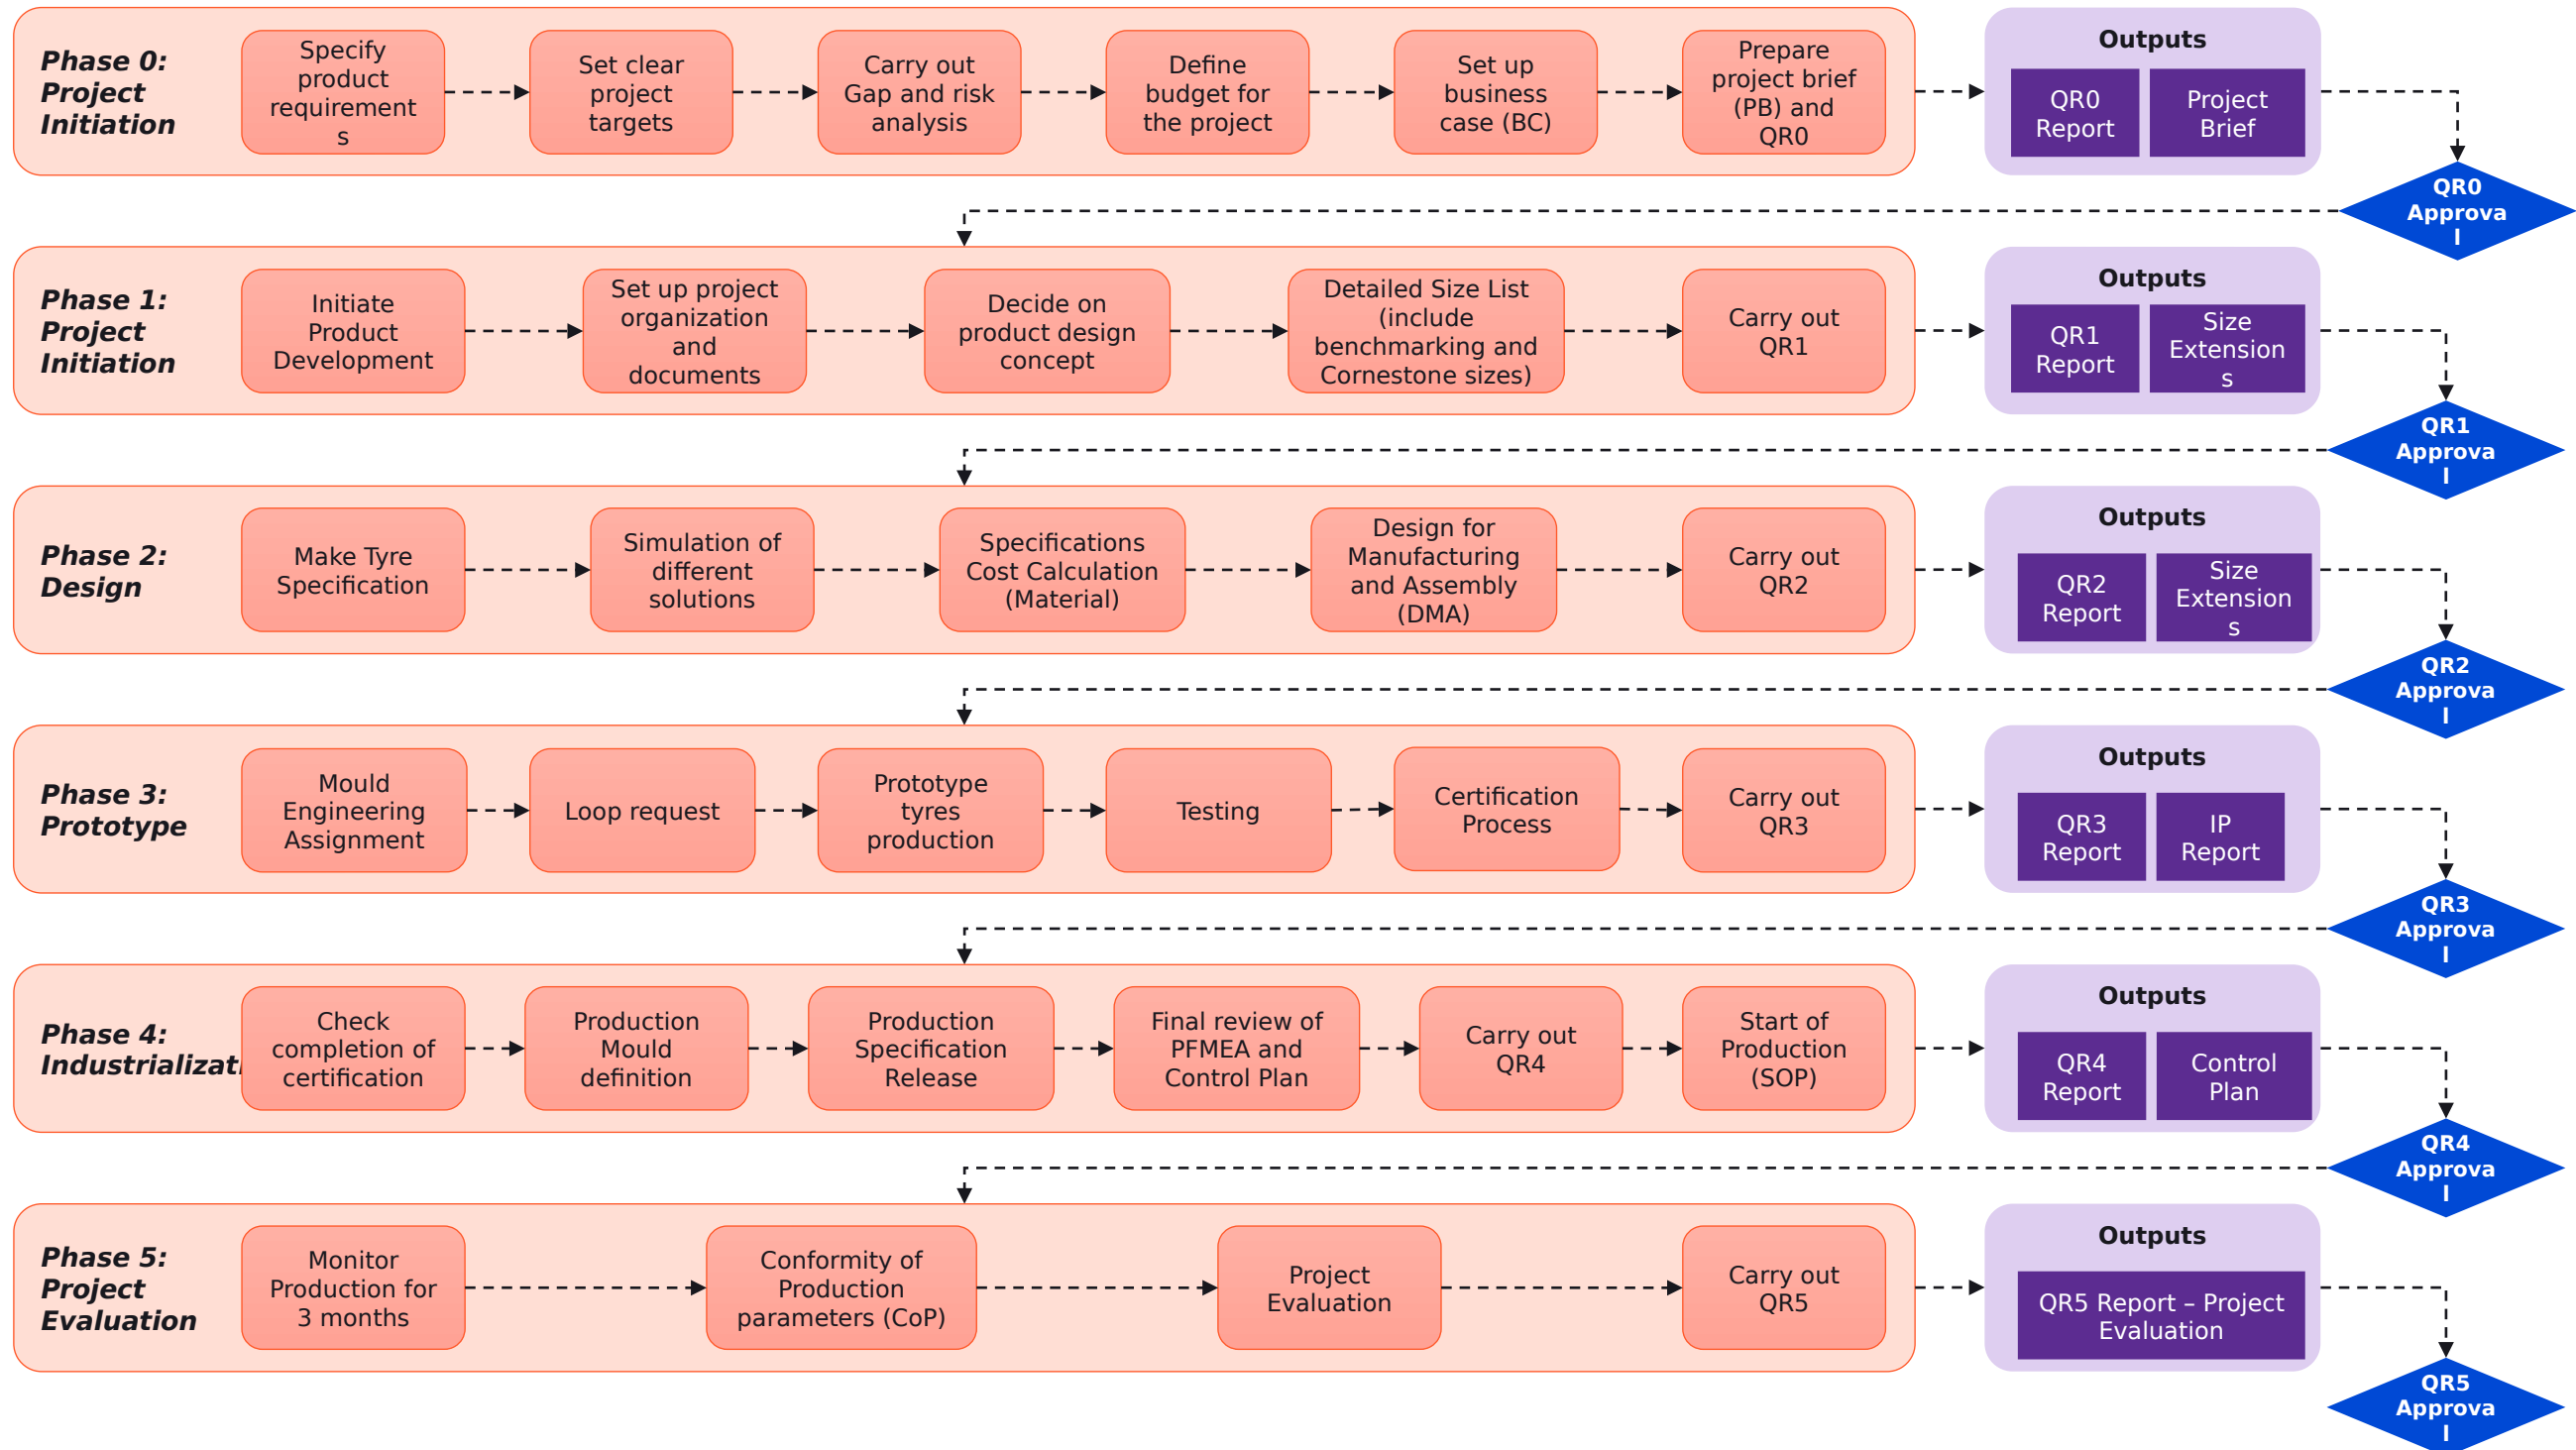 Phase 0:
Project
Initiation
Specify
product
requirement
s
Set clear
project
targets
Carry out
Gap and risk
analysis
Define
budget for
the project
Set up
business
case (BC)
Prepare
project brief
(PB) and
QR0
Outputs
QR0
Report
Project
Brief
QR0
Approva
l
Phase 1:
Project
Initiation
Initiate
Product
Development
Set up project
organization
and
documents
Decide on
product design
concept
Detailed Size List
(include
benchmarking and
Cornestone sizes)
Carry out
QR1
Outputs
QR1
Report
Size
Extension
s
QR1
Approva
l
Phase 2:
Design
Make Tyre
Specification
Simulation of
different
solutions
Specifications
Cost Calculation
(Material)
Design for
Manufacturing
and Assembly
(DMA)
Carry out
QR2
Outputs
QR2
Report
Size
Extension
s
QR2
Approva
l
Phase 3:
Prototype
Mould
Engineering
Assignment
Loop request
Prototype
tyres
production
Testing
Certification
Process
Carry out
QR3
Outputs
QR3
Report
IP
Report
QR3
Approva
l
Phase 4:
Industrializati
Check
completion of
certification
Production
Mould
definition
Production
Specification
Release
Final review of
PFMEA and
Control Plan
Carry out
QR4
Start of
Production
(SOP)
Outputs
QR4
Report
Control
Plan
QR4
Approva
l
Phase 5:
Project
Evaluation
Monitor
Production for
3 months
Conformity of
Production
parameters (CoP)
Project
Evaluation
Carry out
QR5
Outputs
QR5 Report – Project
Evaluation
QR5
Approva
l